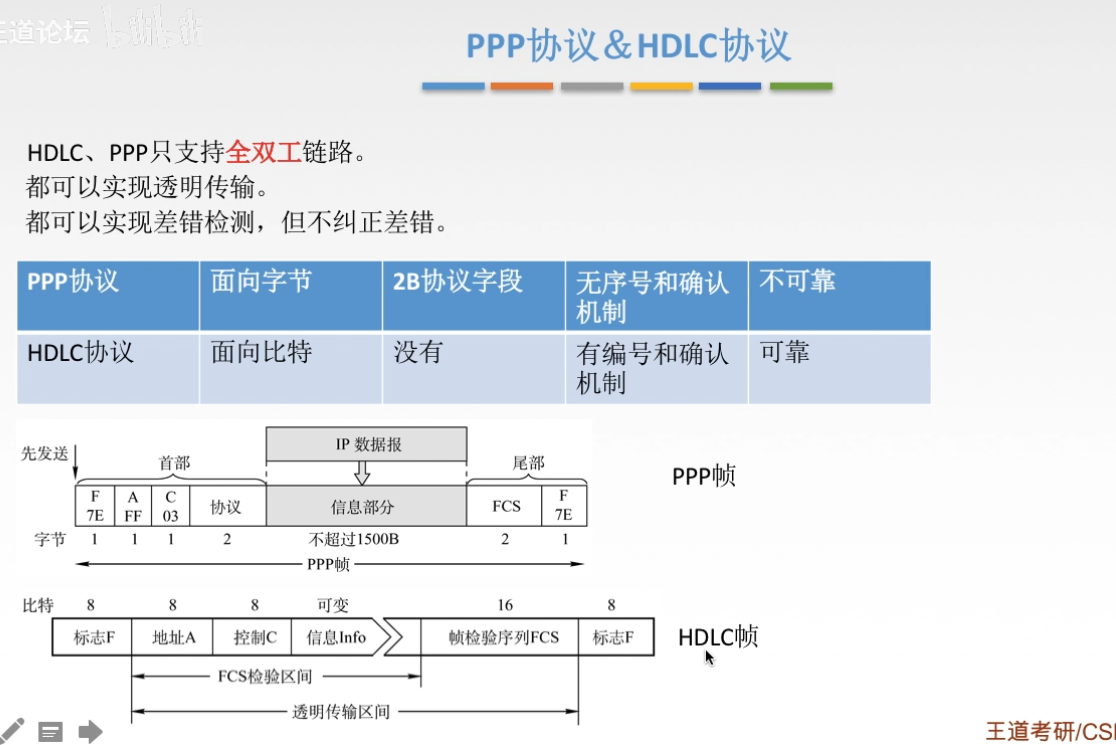 王道论坛 bilibili
PPP协议＆HDLC协议
HDLC、PPP只支持全双工链路。
都可以实现透明传输。
都可以实现差错检测，但不纠正差错。
PPP协议 面向字节 2B协议字段 无序号和确认机制 不可靠
HDLC协议 面向比特 没有 有编号和确认机制 可靠
先发送
IP 数据报
首部 尾部
F 7E A FF C 03 协议 信息部分 FCS F 7E
字节 1 1 1 2 不超过1500B 2 1
PPP帧
PPP帧
比特 8 8 8 可变 16 8
标志F 地址A 控制C 信息Info 帧检验序列FCS 标志F
HDLC帧
FCS检验区间
透明传输区间
王道考研/CS